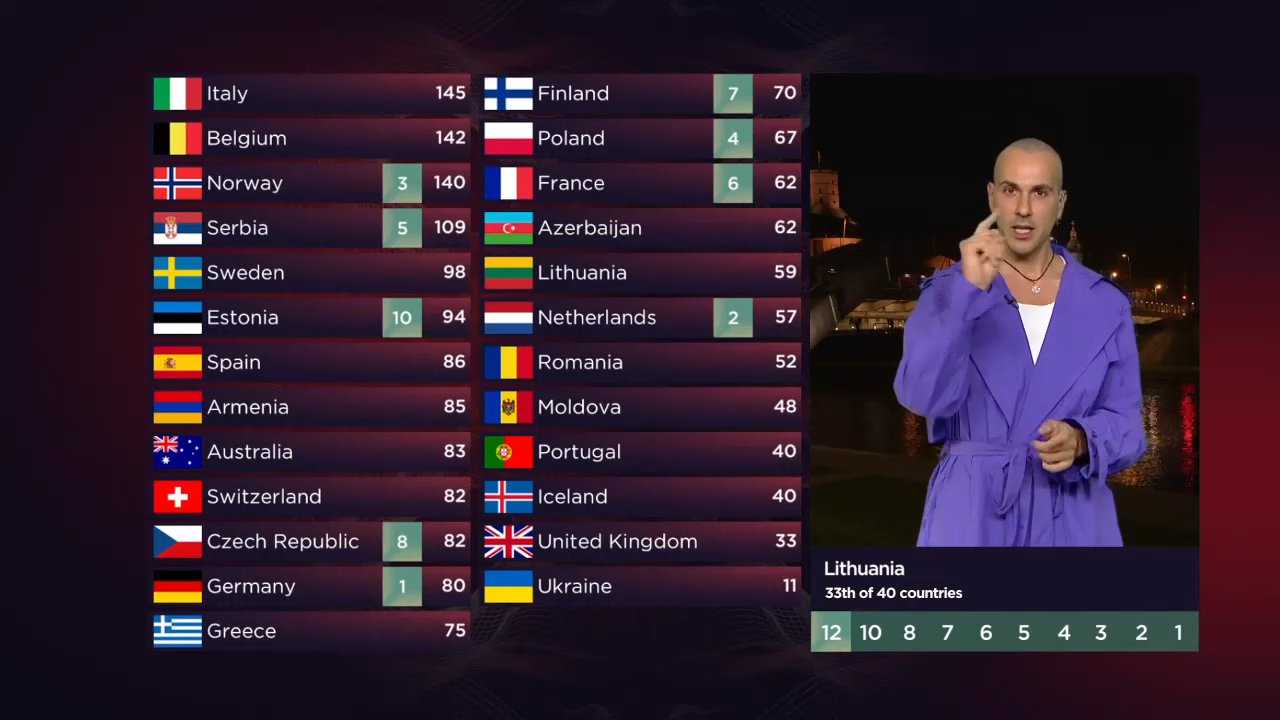 Italy 145
Belgium 142
Norway 3 140
Serbia 5 109
Sweden 98
Estonia 10 94
Spain 86
Armenia 85
Australia 83
Switzerland 82
Czech Republic 8 82
Germany 1 80
Greece 75
Finland 7 70
Poland 4 67
France 6 62
Azerbaijan 62
Lithuania 59
Netherlands 2 57
Romania 52
Moldova 48
Portugal 40
Iceland 40
United Kingdom 33
Ukraine 11
Lithuania
33th of 40 countries
12 10 8 7 6 5 4 3 2 1